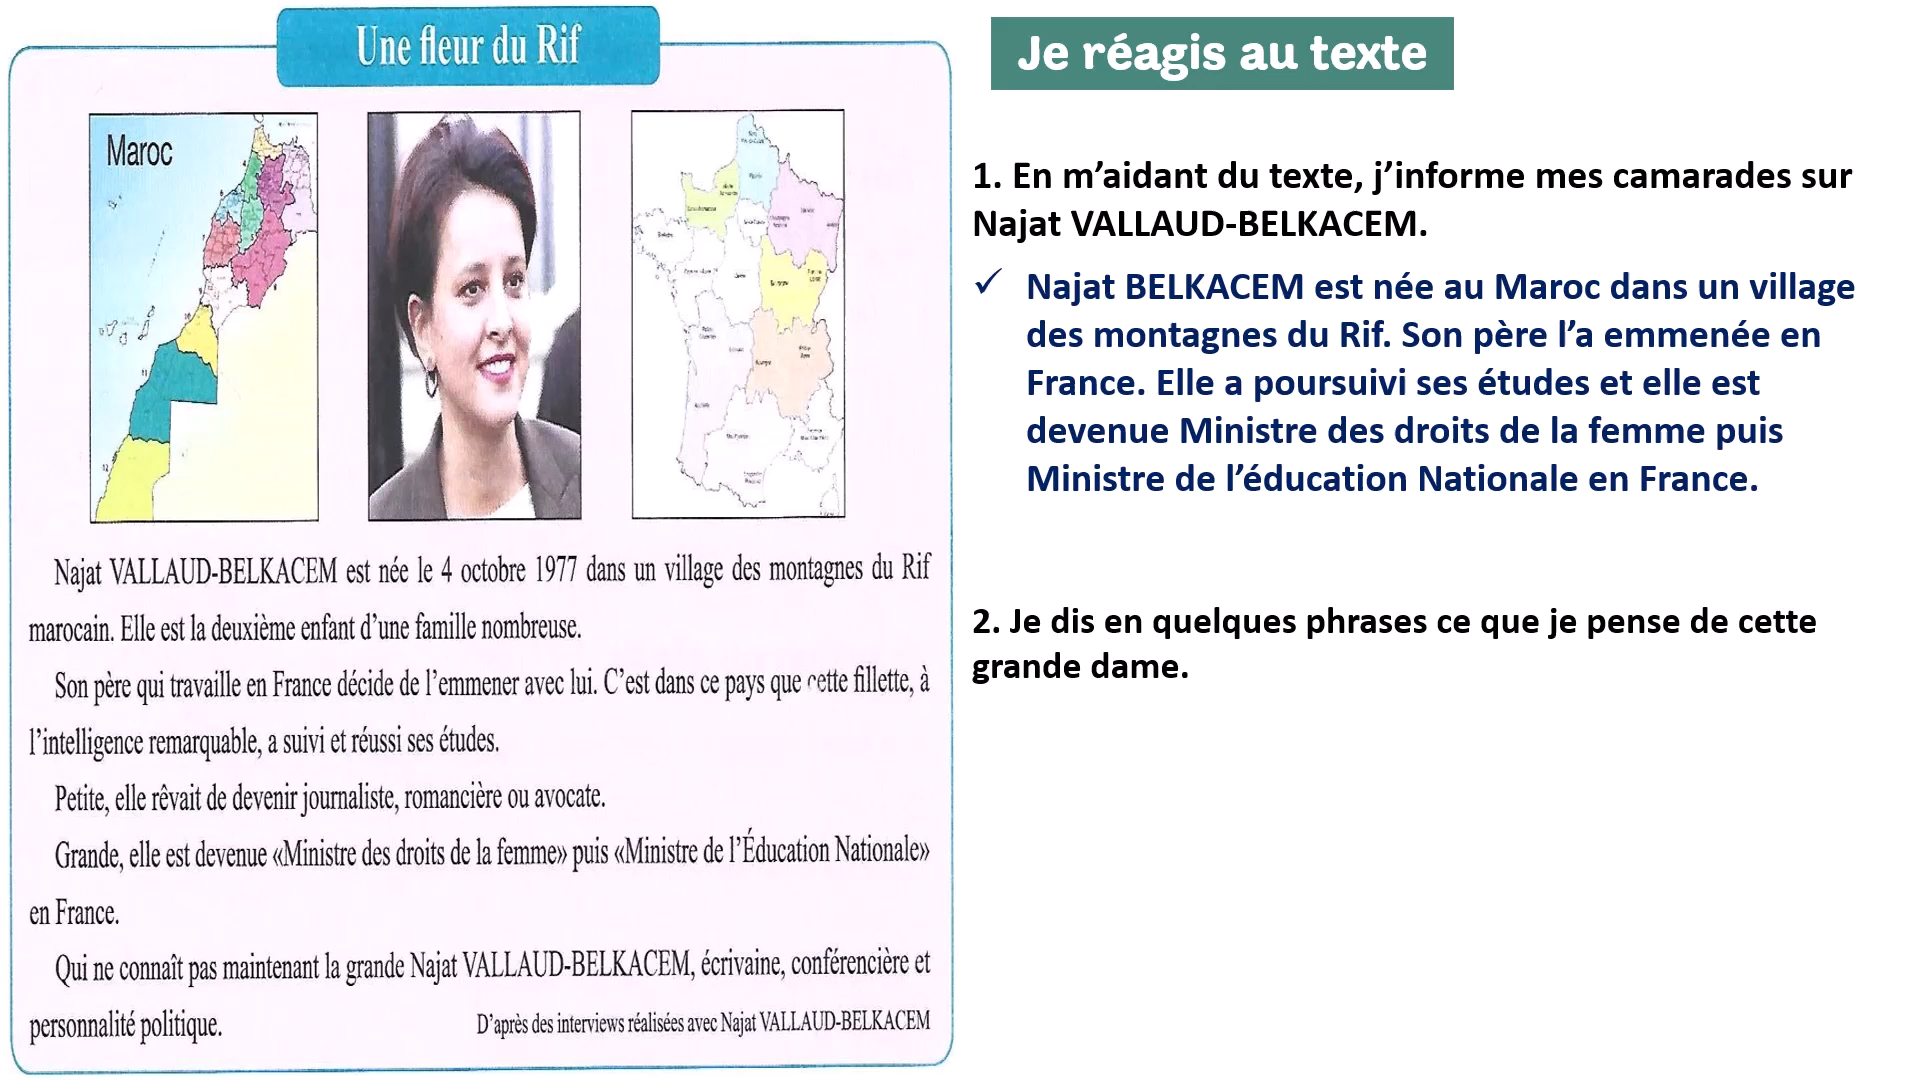 Une fleur du Rif
Maroc
Najat VALLAUD-BELKACEM est née le 4 octobre 1977 dans un village des montagnes du Rif
marocain. Elle est la deuxième enfant d’une famille nombreuse.
Son père qui travaille en France décide de l’emmener avec lui. C’est dans ce pays que cette fillette, à
l’intelligence remarquable, a suivi et réussi ses études.
Petite, elle rêvait de devenir journaliste, romancière ou avocate.
Grande, elle est devenue «Ministre des droits de la femme» puis «Ministre de l’Éducation Nationale»
en France.
Qui ne connaît pas maintenant la grande Najat VALLAUD-BELKACEM, écrivaine, conférencière et
personnalité politique.
D’après des interviews réalisées avec Najat VALLAUD-BELKACEM
Je réagis au texte
1. En m’aidant du texte, j’informe mes camarades sur
Najat VALLAUD-BELKACEM.
✓ Najat BELKACEM est née au Maroc dans un village
des montagnes du Rif. Son père l’a emmenée en
France. Elle a poursuivi ses études et elle est
devenue Ministre des droits de la femme puis
Ministre de l’éducation Nationale en France.
2. Je dis en quelques phrases ce que je pense de cette
grande dame.